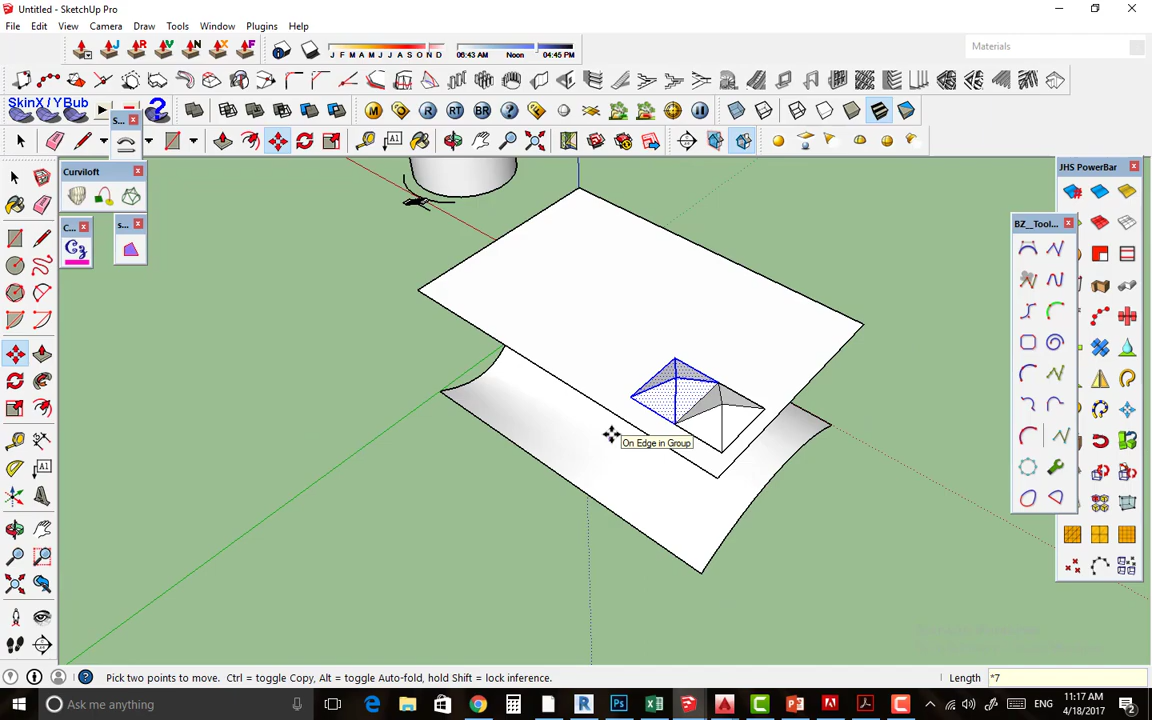 Untitled - SketchUp Pro
File Edit View Camera Draw Tools Window Plugins Help
J R V N X F
J F M A M J J A S O N D
06:43 AM Noon 04:45 PM
Materials
SkinX / YBub
S...
M R RT BR
Curviloft
C...
s...
JHS PowerBar
BZ__Tool...
On Edge in Group
Pick two points to move. Ctrl = toggle Copy, Alt = toggle Auto-fold, hold Shift = lock inference.
Length *7
Ask me anything
ENG
11:17 AM
4/18/2017